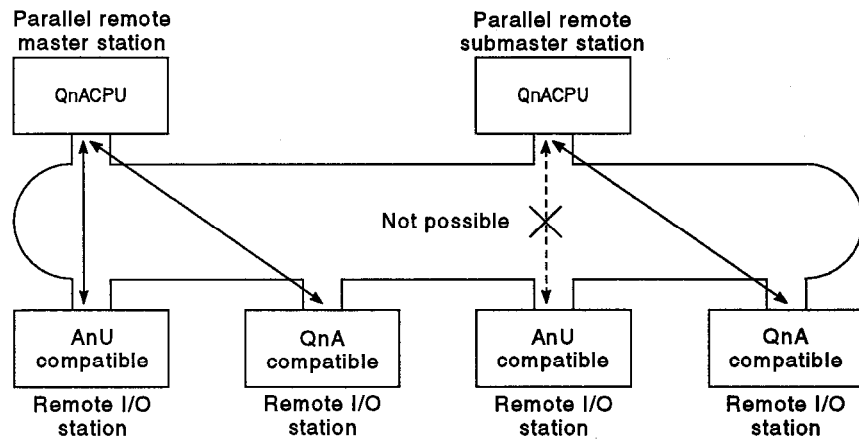 Parallel remote
master station
QnACPU
Parallel remote
submaster station
QnACPU
Not possible
AnU
compatible
Remote I/O
station
QnA
compatible
Remote I/O
station
AnU
compatible
Remote I/O
station
QnA
compatible
Remote I/O
station